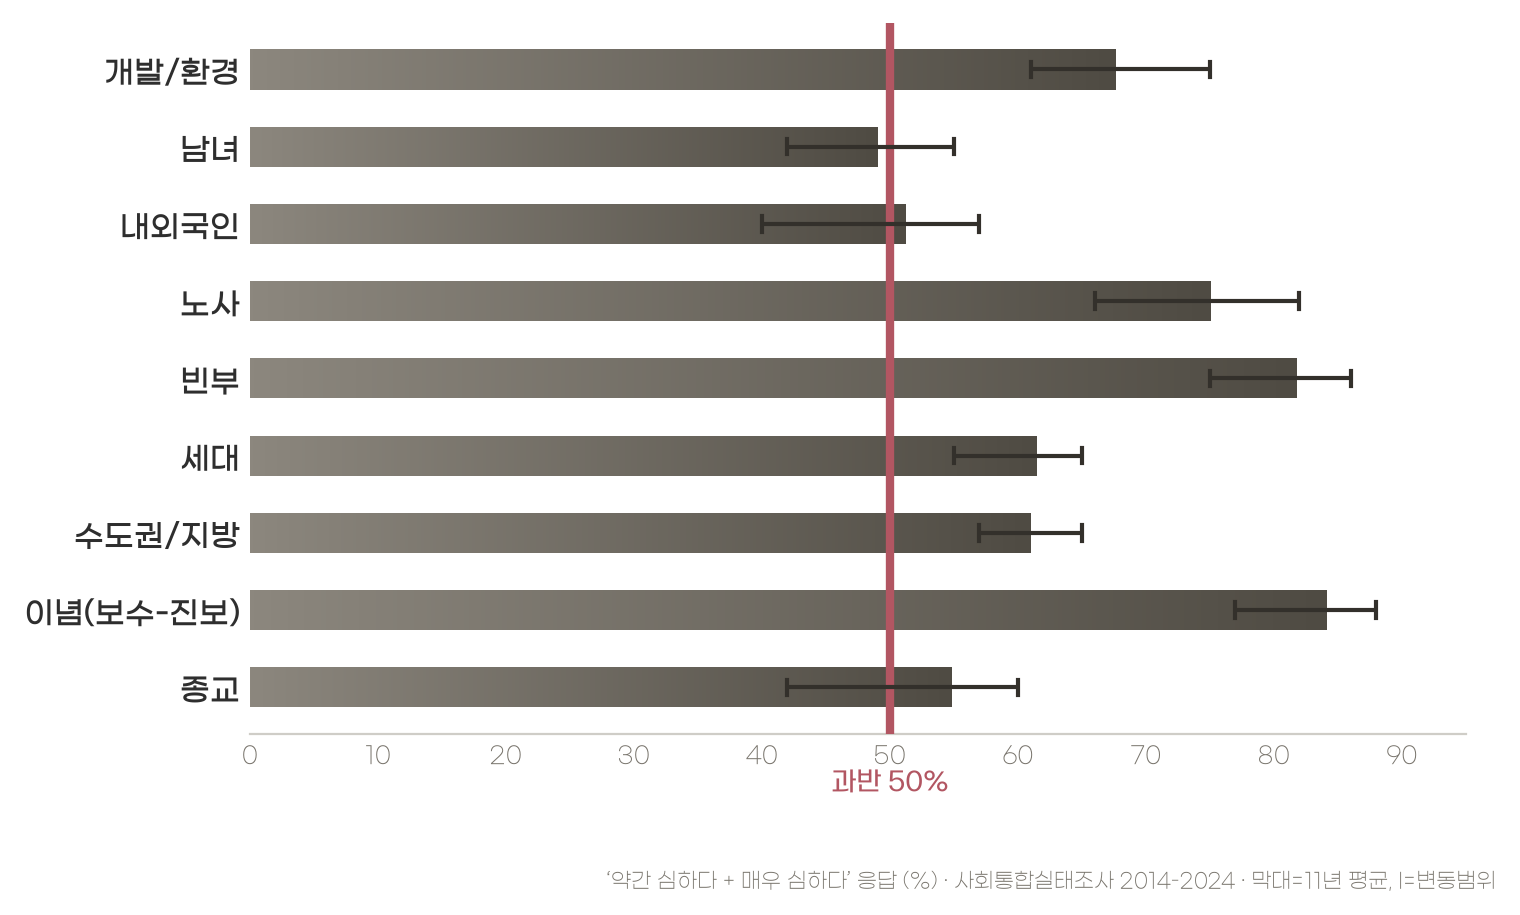 개발/환경
남녀
내외국인
노사
빈부
세대
수도권/지방
이념(보수-진보)
종교
0 10 20 30 40 50 60 70 80 90
과반 50%
‘약간 심하다 + 매우 심하다’ 응답 (%) · 사회통합실태조사 2014-2024 · 막대=11년 평균, I=변동범위